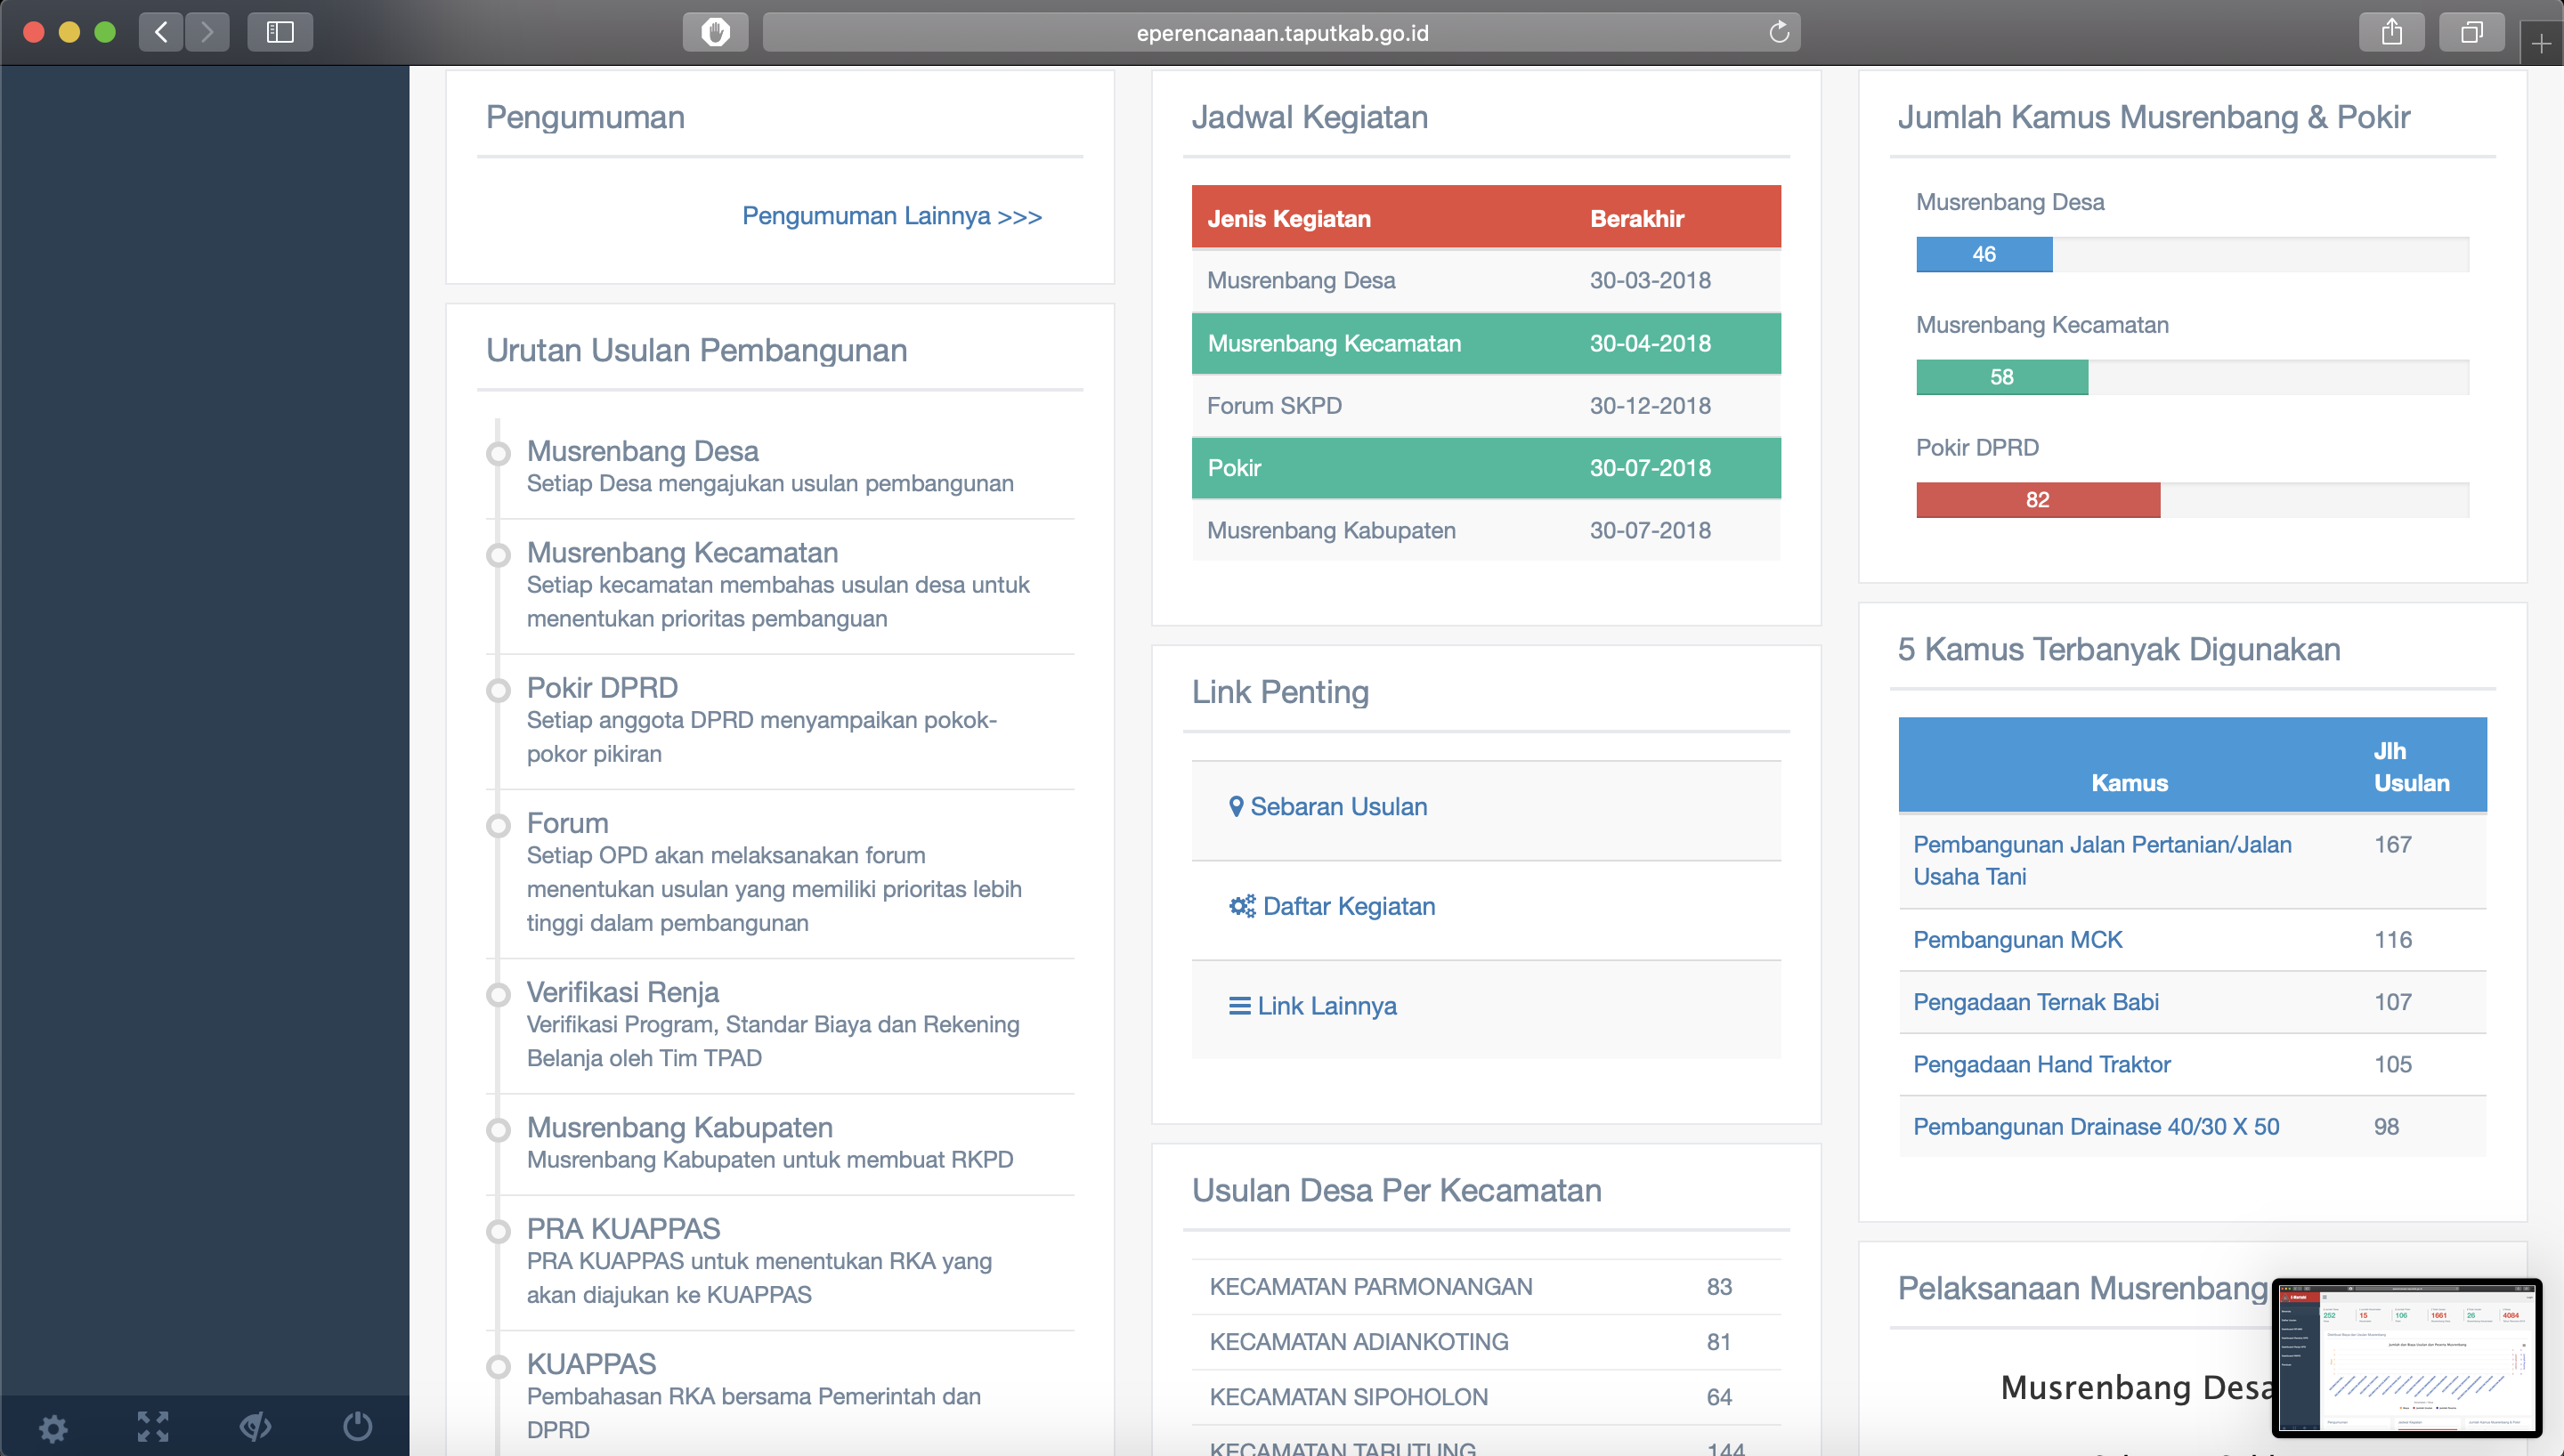 eperencanaan.taputkab.go.id
Pengumuman
Pengumuman Lainnya >>>
Urutan Usulan Pembangunan
Musrenbang Desa
Setiap Desa mengajukan usulan pembangunan
Musrenbang Kecamatan
Setiap kecamatan membahas usulan desa untuk
menentukan prioritas pembanguan
Pokir DPRD
Setiap anggota DPRD menyampaikan pokok-
pokor pikiran
Forum
Setiap OPD akan melaksanakan forum
menentukan usulan yang memiliki prioritas lebih
tinggi dalam pembangunan
Verifikasi Renja
Verifikasi Program, Standar Biaya dan Rekening
Belanja oleh Tim TPAD
Musrenbang Kabupaten
Musrenbang Kabupaten untuk membuat RKPD
PRA KUAPPAS
PRA KUAPPAS untuk menentukan RKA yang
akan diajukan ke KUAPPAS
KUAPPAS
Pembahasan RKA bersama Pemerintah dan
DPRD
Jadwal Kegiatan
Jenis Kegiatan Berakhir
Musrenbang Desa 30-03-2018
Musrenbang Kecamatan 30-04-2018
Forum SKPD 30-12-2018
Pokir 30-07-2018
Musrenbang Kabupaten 30-07-2018
Link Penting
Sebaran Usulan
Daftar Kegiatan
Link Lainnya
Usulan Desa Per Kecamatan
KECAMATAN PARMONANGAN 83
KECAMATAN ADIANKOTING 81
KECAMATAN SIPOHOLON 64
KECAMATAN TARUTUNG 144
Jumlah Kamus Musrenbang & Pokir
Musrenbang Desa
46
Musrenbang Kecamatan
58
Pokir DPRD
82
5 Kamus Terbanyak Digunakan
Jlh
Kamus Usulan
Pembangunan Jalan Pertanian/Jalan 167
Usaha Tani
Pembangunan MCK 116
Pengadaan Ternak Babi 107
Pengadaan Hand Traktor 105
Pembangunan Drainase 40/30 X 50 98
Pelaksanaan Musrenbang
Musrenbang Desa
252 15 106 1661 26 4084